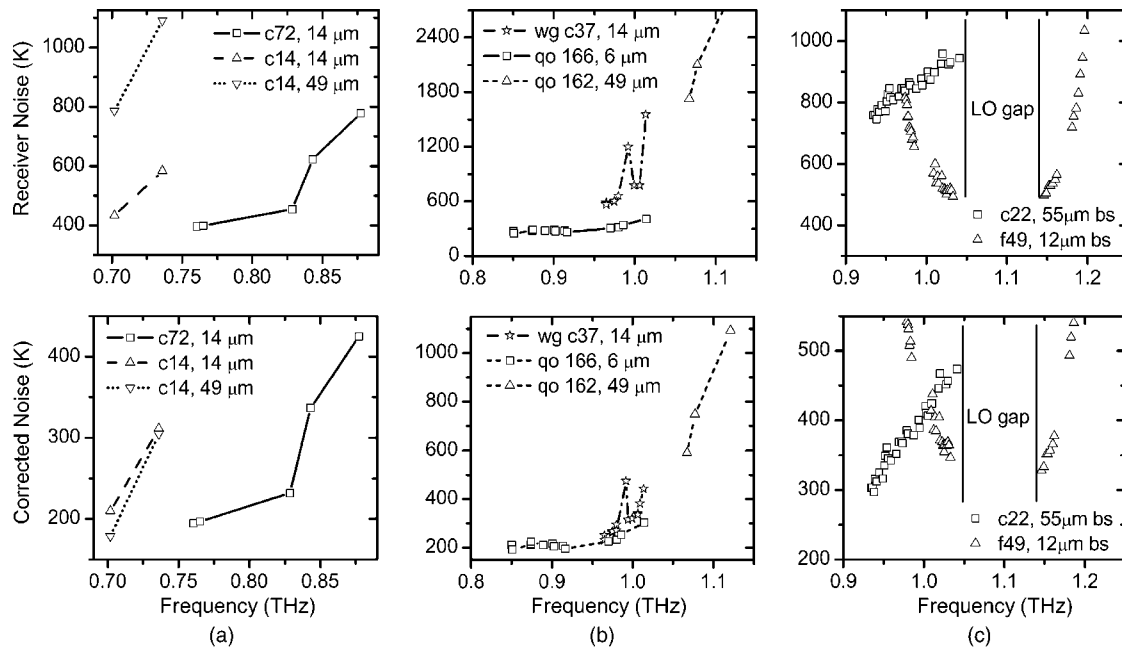 Receiver Noise (K)
1000
800
600
400
0.70 0.75 0.80 0.85
c72, 14 µm
c14, 14 µm
c14, 49 µm
2400
1800
1200
600
0
0.8 0.9 1.0 1.1
wg c37, 14 µm
qo 166, 6 µm
qo 162, 49 µm
1000
900
800
700
600
500
400
0.9 1.0 1.1 1.2
LO gap
c22, 55µm bs
f49, 12µm bs
Corrected Noise (K)
400
300
200
0.70 0.75 0.80 0.85
c72, 14 µm
c14, 14 µm
c14, 49 µm
Frequency (THz)
(a)
1000
800
600
400
200
0.8 0.9 1.0 1.1
wg c37, 14 µm
qo 166, 6 µm
qo 162, 49 µm
Frequency (THz)
(b)
500
400
300
200
0.9 1.0 1.1 1.2
LO gap
c22, 55µm bs
f49, 12µm bs
Frequency (THz)
(c)